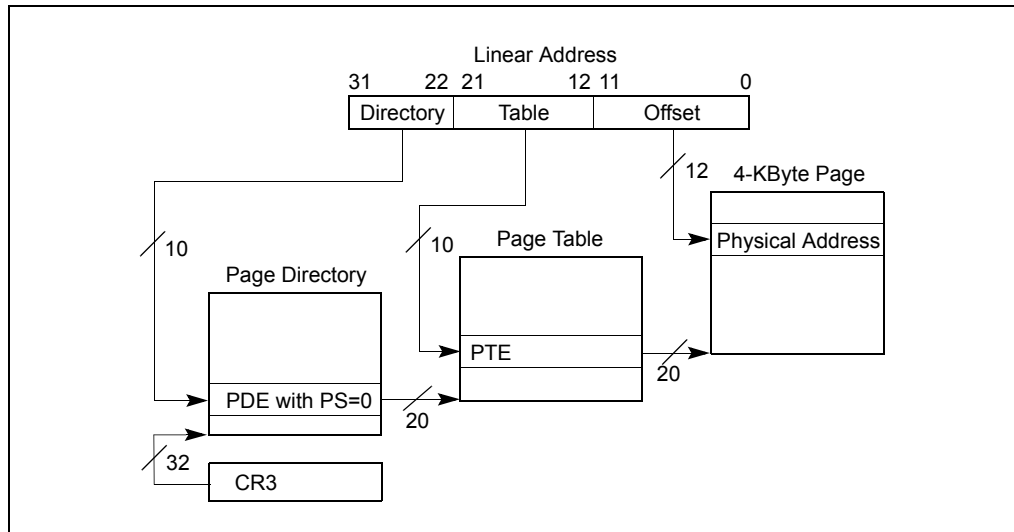 Linear Address
31 22 21 12 11 0
Directory Table Offset
12
4-KByte Page
Physical Address
10
10
Page Table
Page Directory
PTE
20
PDE with PS=0
20
32
CR3